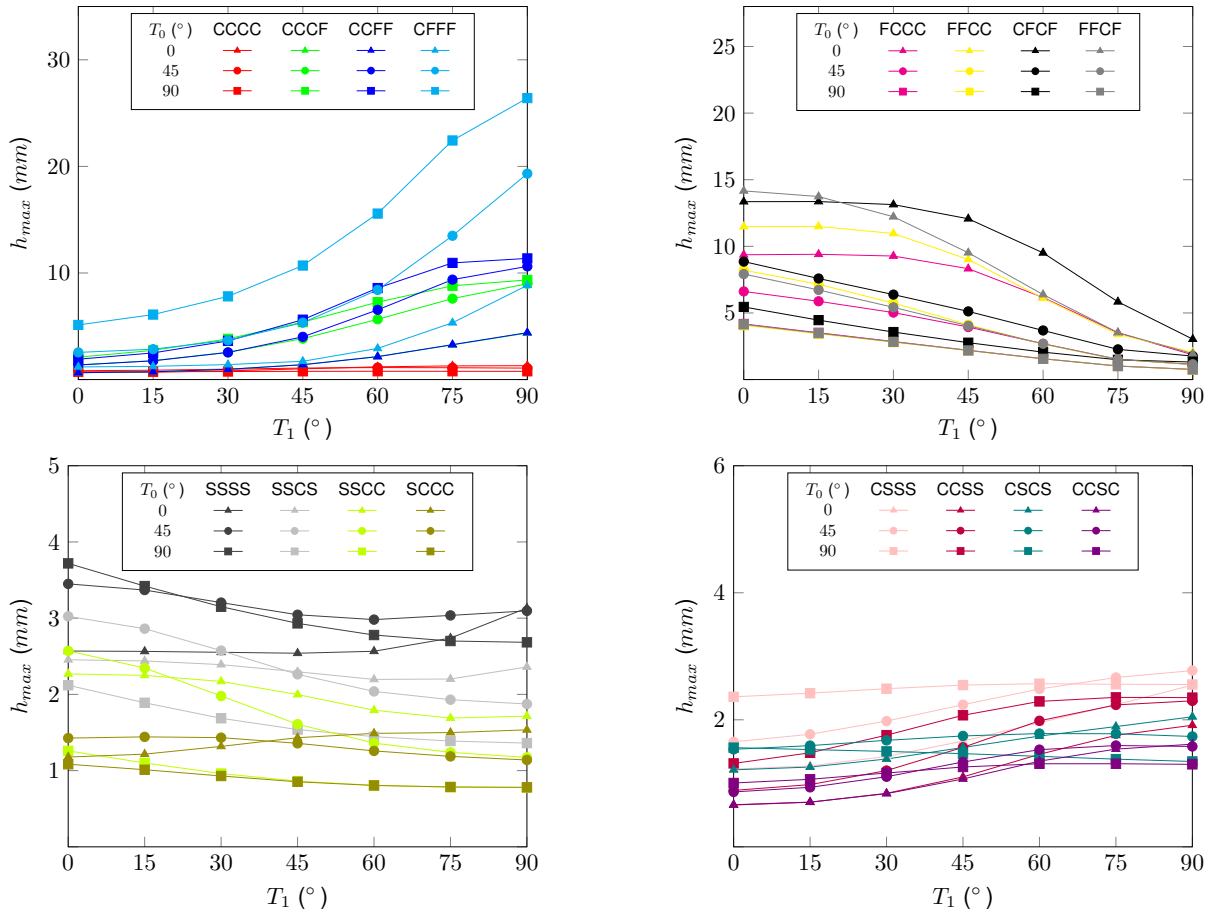 T₀ (°) CCCC CCCF CCFF CFFF
0
45
90
30
20
10
h_max (mm)
0 15 30 45 60 75 90
T₁ (°)
T₀ (°) FCCC FFCC CFCF FFCF
0
45
90
25
20
15
10
5
h_max (mm)
0 15 30 45 60 75 90
T₁ (°)
T₀ (°) SSSS SSCS SSCC SCCC
0
45
90
5
4
3
2
1
h_max (mm)
0 15 30 45 60 75 90
T₁ (°)
T₀ (°) CSSS CCSS CSCS CCSC
0
45
90
6
4
2
h_max (mm)
0 15 30 45 60 75 90
T₁ (°)